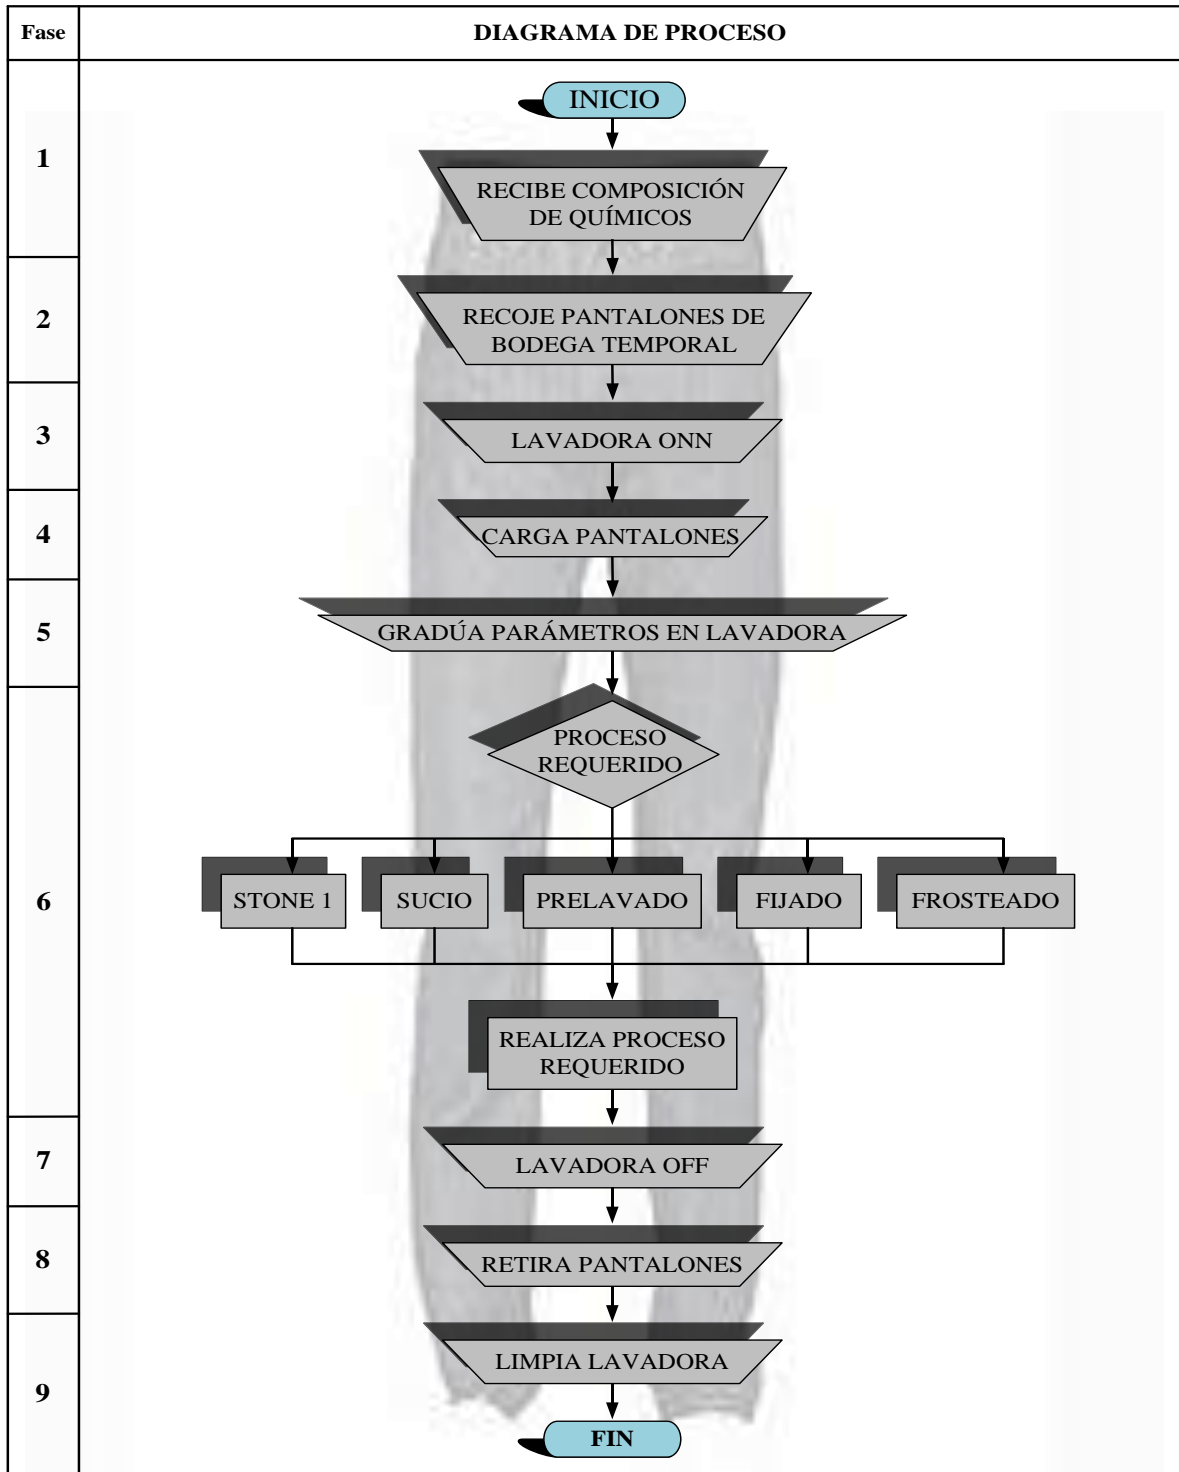 Fase
DIAGRAMA DE PROCESO
INICIO
1
RECIBE COMPOSICIÓN
DE QUÍMICOS
2
RECOJE PANTALONES DE
BODEGA TEMPORAL
3
LAVADORA ONN
4
CARGA PANTALONES
5
GRADÚA PARÁMETROS EN LAVADORA
PROCESO
REQUERIDO
6
STONE 1
SUCIO
PRELAVADO
FIJADO
FROSTEADO
REALIZA PROCESO
REQUERIDO
7
LAVADORA OFF
8
RETIRA PANTALONES
9
LIMPIA LAVADORA
FIN